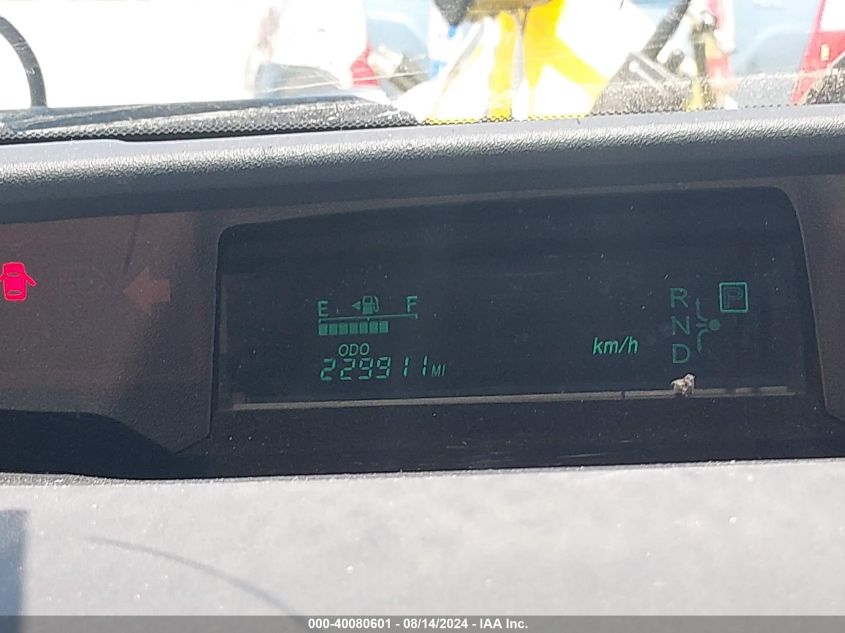 E F
ODO
229911 MI
km/h
R
N
D
P
000-40080601 - 08/14/2024 - IAA Inc.